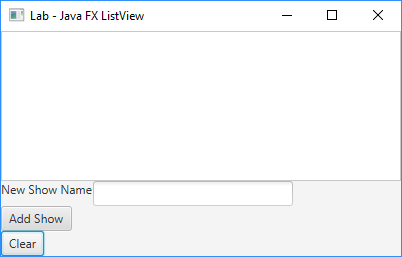 Lab - Java FX ListView
New Show Name
Add Show
Clear